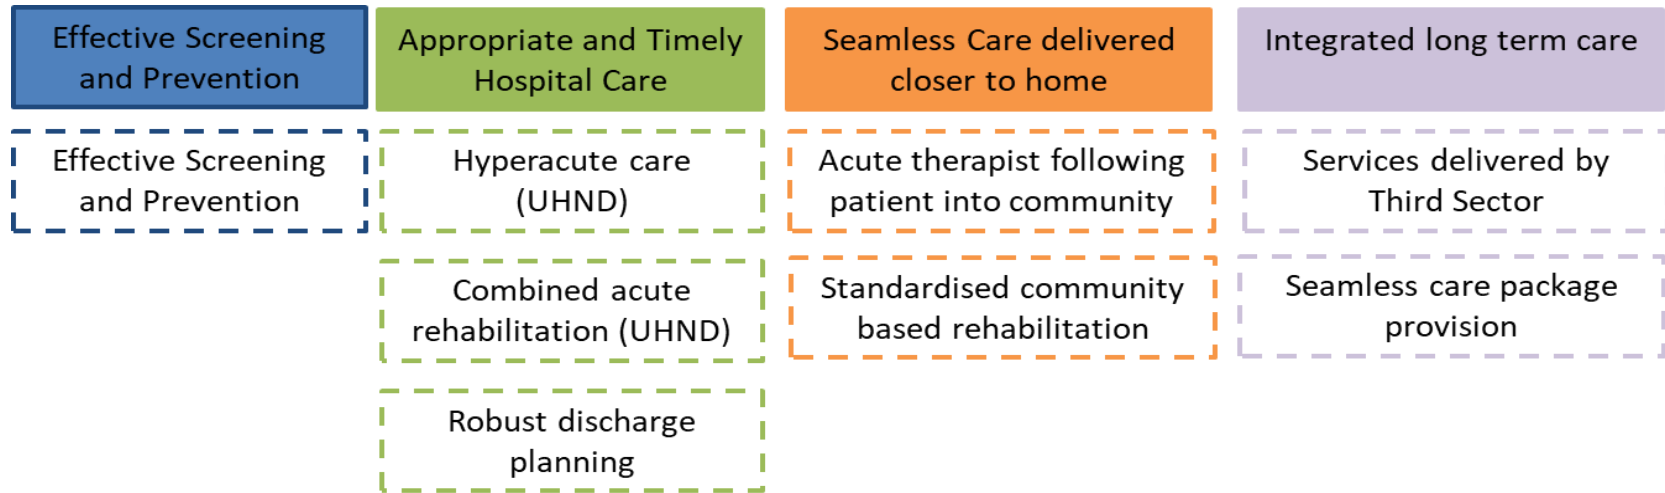 Effective Screening
and Prevention
Appropriate and Timely
Hospital Care
Seamless Care delivered
closer to home
Integrated long term care
Effective Screening
and Prevention
Hyperacute care
(UHND)
Acute therapist following
patient into community
Services delivered by
Third Sector
Combined acute
rehabilitation (UHND)
Standardised community
based rehabilitation
Seamless care package
provision
Robust discharge
planning